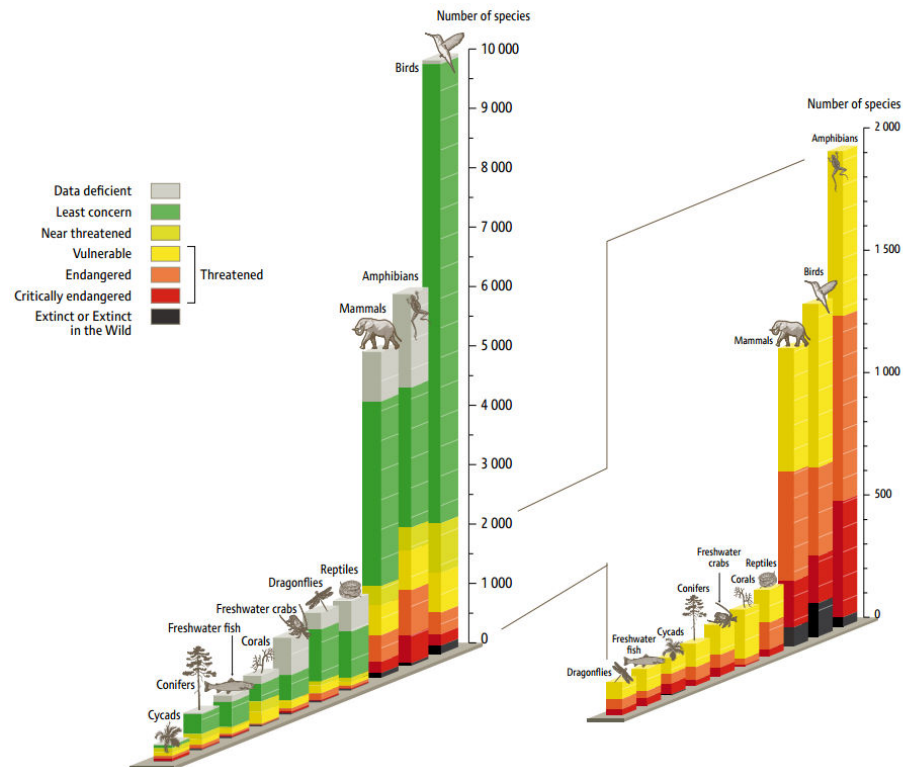 Number of species
10 000
9 000
8 000
7 000
6 000
5 000
4 000
3 000
2 000
1 000
0
Birds
Amphibians
Mammals
Reptiles
Dragonflies
Freshwater crabs
Corals
Freshwater fish
Conifers
Cycads
Data deficient
Least concern
Near threatened
Vulnerable
Endangered
Critically endangered
Extinct or Extinct
in the Wild
Threatened
Number of species
2 000
1 500
1 000
500
0
Amphibians
Birds
Mammals
Reptiles
Corals
Freshwater
crabs
Conifers
Cycads
Freshwater
fish
Dragonflies